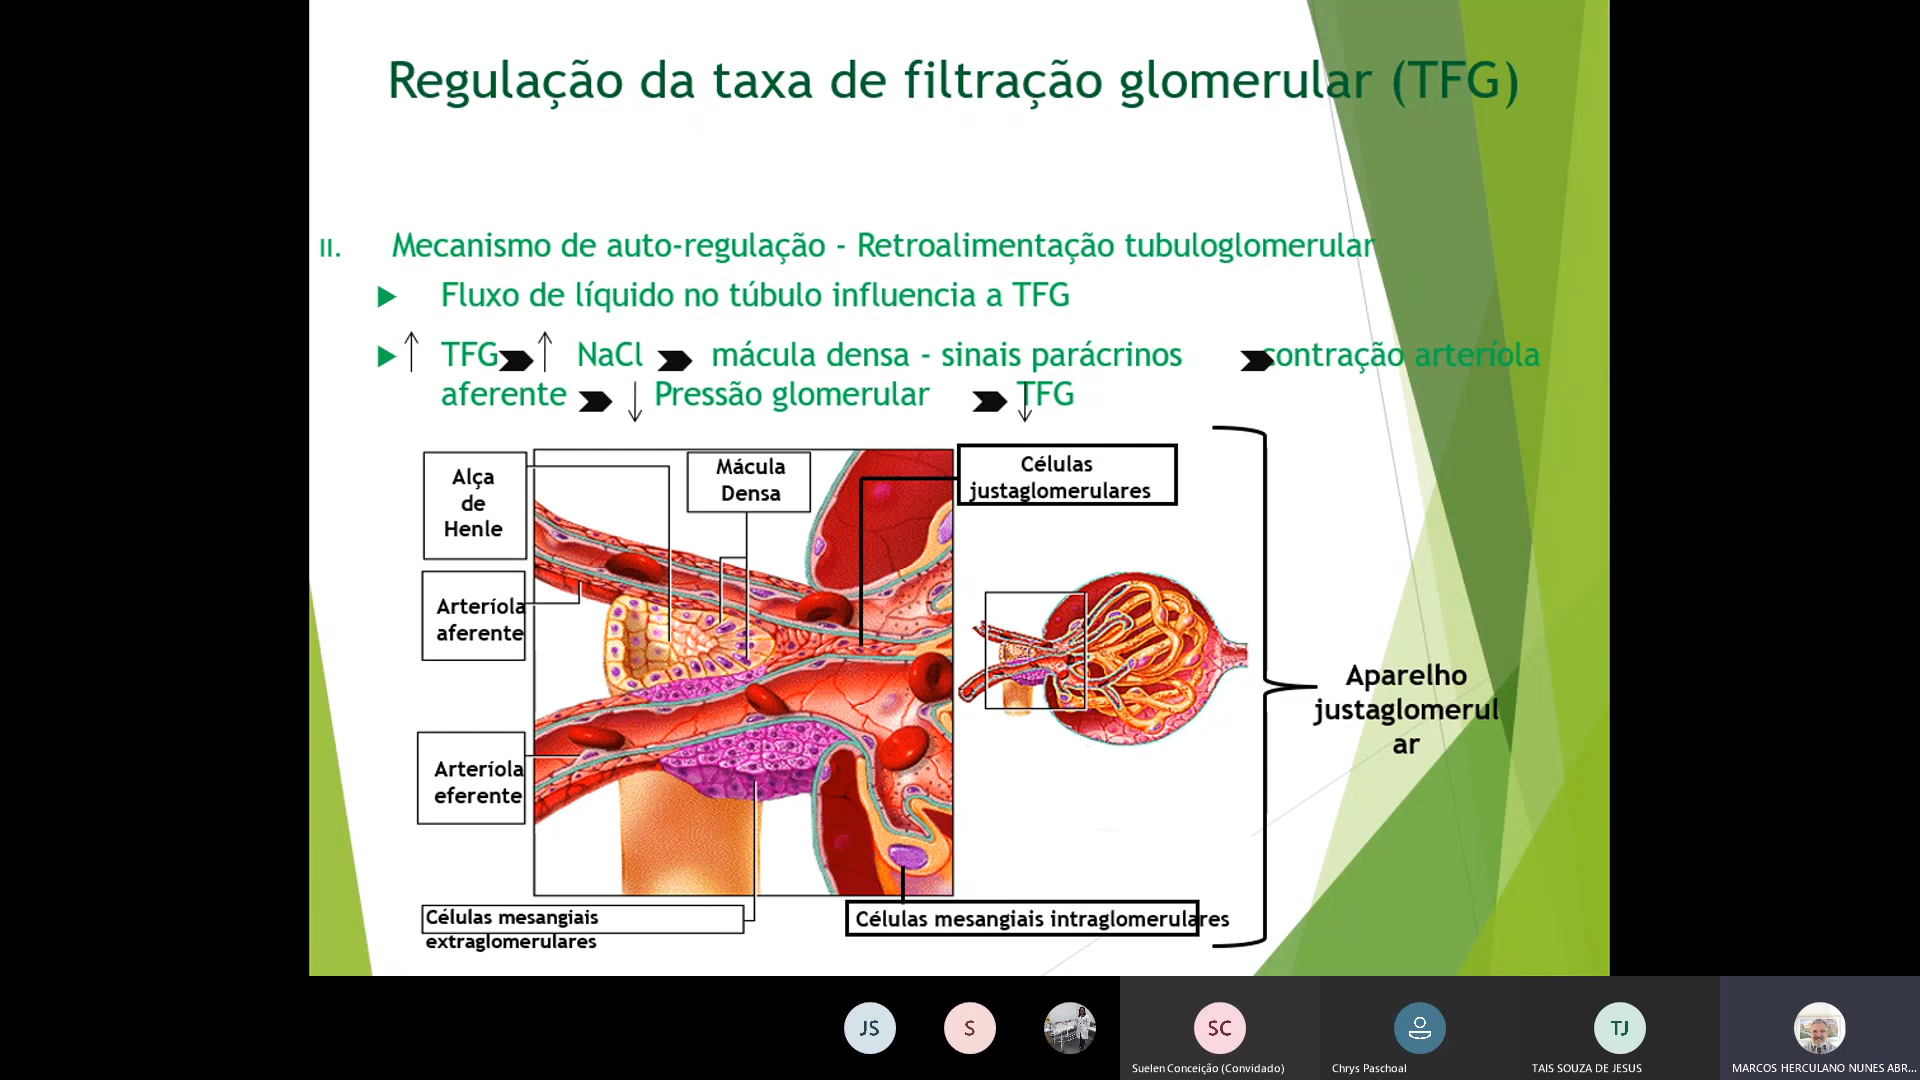 Regulação da taxa de filtração glomerular (TFG)
II. Mecanismo de auto-regulação - Retroalimentação tubuloglomerular
Fluxo de líquido no túbulo influencia a TFG
TFG NaCl mácula densa - sinais parácrinos contração arteríola
aferente Pressão glomerular TFG
Alça
de
Henle
Mácula
Densa
Células
justaglomerulares
Arteríola
aferente
Arteríola
eferente
Aparelho
justaglomerul
ar
Células mesangiais
extraglomerulares
Células mesangiais intraglomerulares
JS
S
SC
TJ
Suelen Conceição (Convidado)
Chrys Paschoal
TAIS SOUZA DE JESUS
MARCOS HERCULANO NUNES ABR...